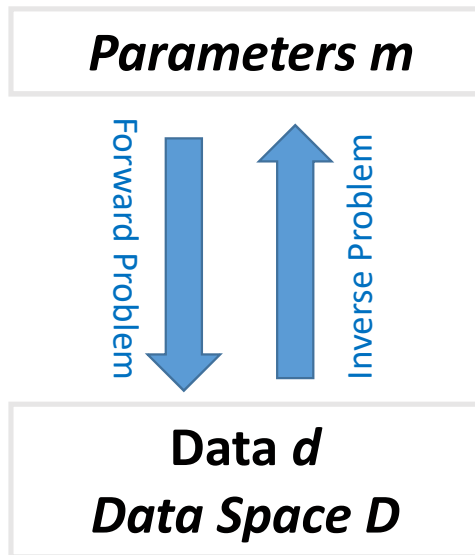 Parameters m
Forward Problem
Inverse Problem
Data d
Data Space D